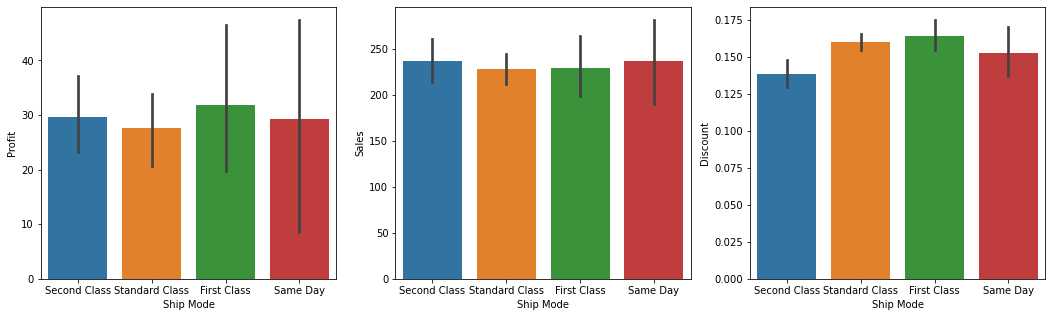 40
30
20
10
0
Profit
Second Class Standard Class First Class Same Day
Ship Mode
250
200
150
100
50
0
Sales
Second Class Standard Class First Class Same Day
Ship Mode
0.175
0.150
0.125
0.100
0.075
0.050
0.025
0.000
Discount
Second Class Standard Class First Class Same Day
Ship Mode